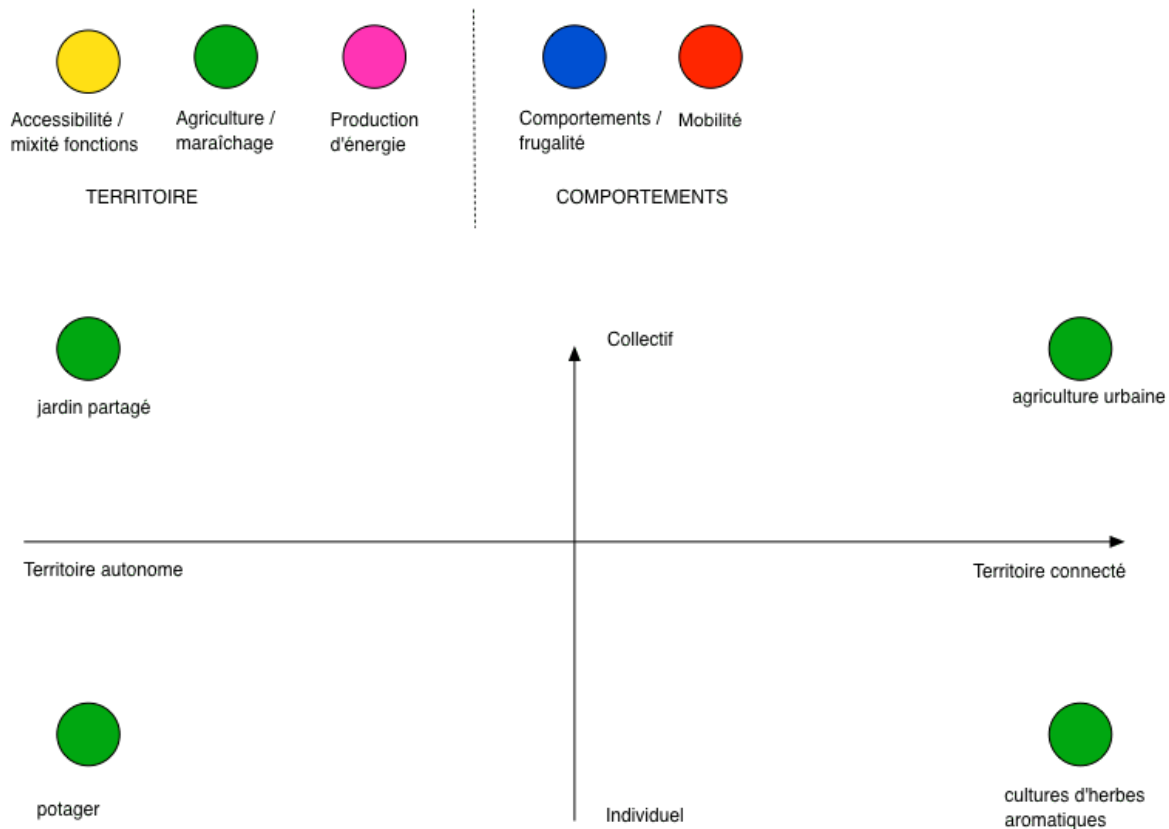 Accessibilité /
mixité fonctions
Agriculture /
maraîchage
Production
d'énergie
Comportements /
frugalité
Mobilité
TERRITOIRE
COMPORTEMENTS
Collectif
jardin partagé
agriculture urbaine
Territoire autonome
Territoire connecté
potager
Individuel
cultures d'herbes
aromatiques